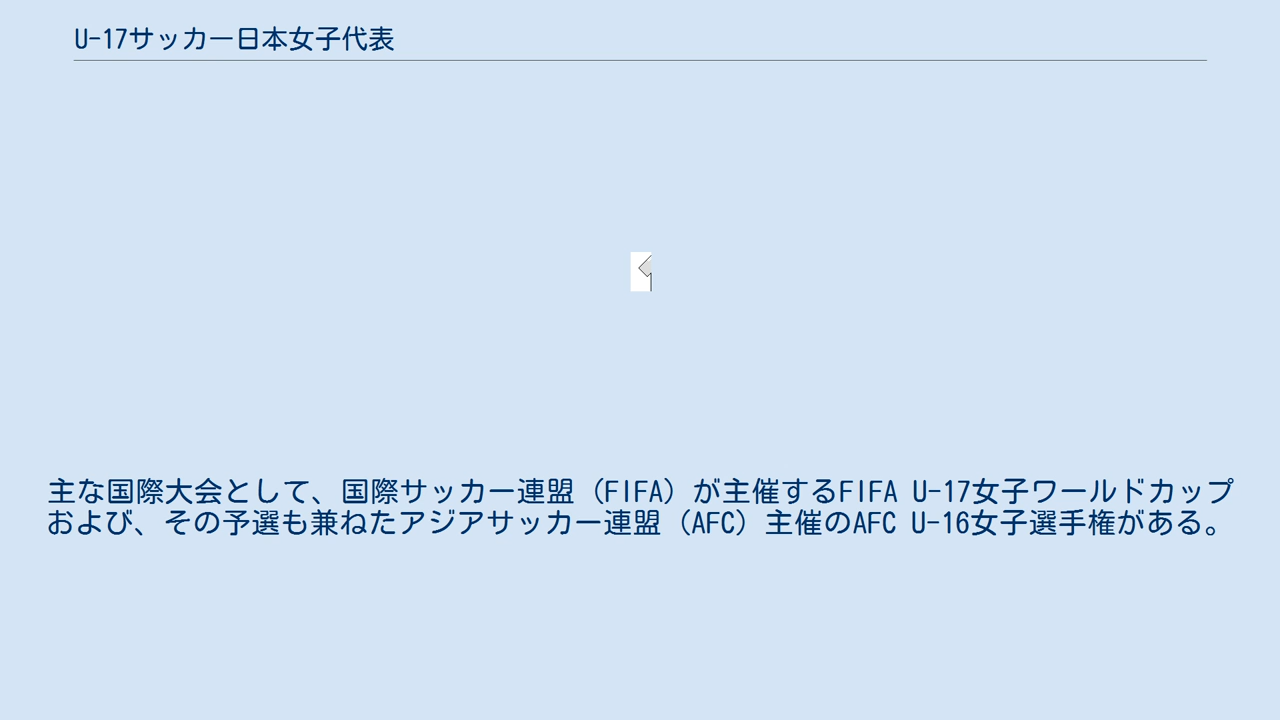 U-17サッカー日本女子代表
主な国際大会として、国際サッカー連盟（FIFA）が主催するFIFA U-17女子ワールドカップ
および、その予選も兼ねたアジアサッカー連盟（AFC）主催のAFC U-16女子選手権がある。